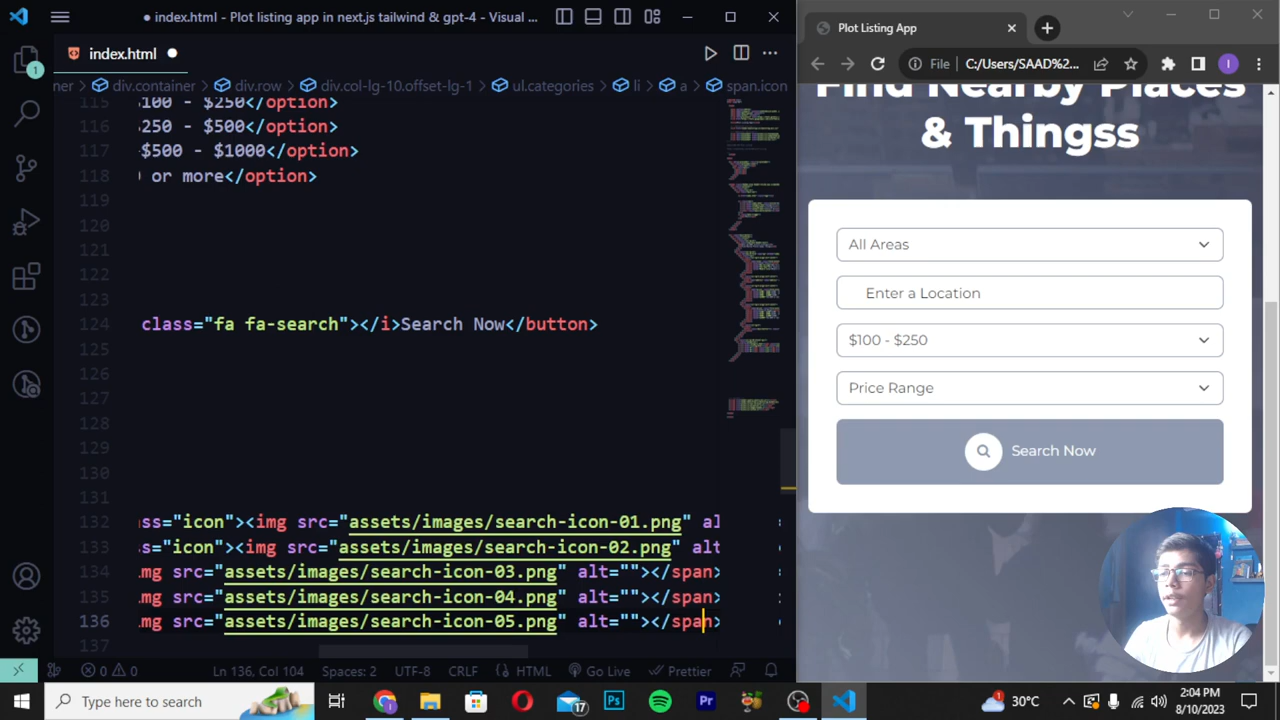 index.html - Plot listing app in next.js tailwind & gpt-4 - Visual ...
index.html
ner > div.container > div.row > div.col-lg-10.offset-lg-1 > ul.categories > li > a > span.icon
115 $100 - $250</option>
116 $250 - $500</option>
117 $500 - $1000</option>
118 0 or more</option>
119
120
121
122
123
124 class="fa fa-search"></i>Search Now</button>
125
126
127
128
129
130
131
132 ss="icon"><img src="assets/images/search-icon-01.png" al
133 s="icon"><img src="assets/images/search-icon-02.png" alt
134 mg src="assets/images/search-icon-03.png" alt=""></span>
135 mg src="assets/images/search-icon-04.png" alt=""></span>
136 mg src="assets/images/search-icon-05.png" alt=""></span>
137
1
0 0 Ln 136, Col 104 Spaces: 2 UTF-8 CRLF HTML Go Live Prettier
Plot Listing App
File C:/Users/SAAD%2...
I
Find Nearby Places
& Thingss
All Areas
Enter a Location
$100 - $250
Price Range
Search Now
Type here to search
17
Ps
Pr
1
30°C
2:04 PM
8/10/2023